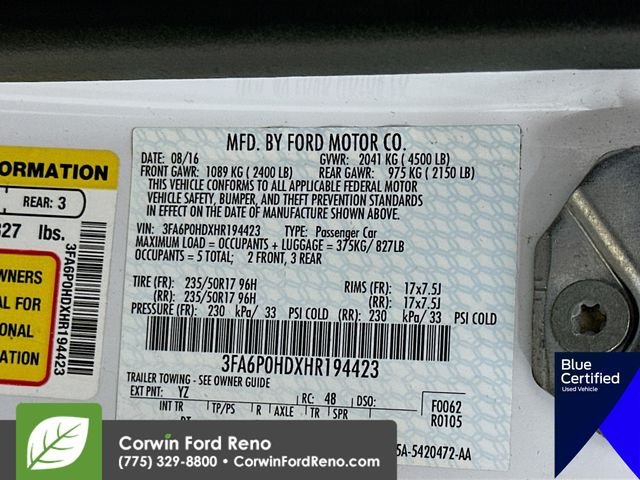 MFD. BY FORD MOTOR CO.
DATE: 08/16 GVWR: 2041 KG ( 4500 LB)
FRONT GAWR: 1089 KG ( 2400 LB) REAR GAWR: 975 KG ( 2150 LB)
THIS VEHICLE CONFORMS TO ALL APPLICABLE FEDERAL MOTOR
VEHICLE SAFETY, BUMPER, AND THEFT PREVENTION STANDARDS
IN EFFECT ON THE DATE OF MANUFACTURE SHOWN ABOVE.
VIN: 3FA6P0HDXHR194423 TYPE: Passenger Car
MAXIMUM LOAD = OCCUPANTS + LUGGAGE = 375KG/ 827LB
OCCUPANTS = 5 TOTAL; 2 FRONT, 3 REAR
TIRE (FR): 235/50R17 96H RIMS (FR): 17x7.5J
(RR): 235/50R17 96H (RR): 17x7.5J
PRESSURE (FR): 230 kPa/ 33 PSI COLD (RR): 230 kPa/33 PSI COLD
3FA6P0HDXHR194423
TRAILER TOWING - SEE OWNER GUIDE
EXT PNT: YZ RC: 48 DSO: F0062
INT TR TP/PS R AXLE TR SPR R0105
5A-5420472-AA
ORMATION
REAR: 3
827 lbs.
WNERS
AL FOR
IONAL
ATION
3FA6P0HDXHR194423
Blue
Certified
Used Vehicle
Corwin Ford Reno
(775) 329-8800 • CorwinFordReno.com